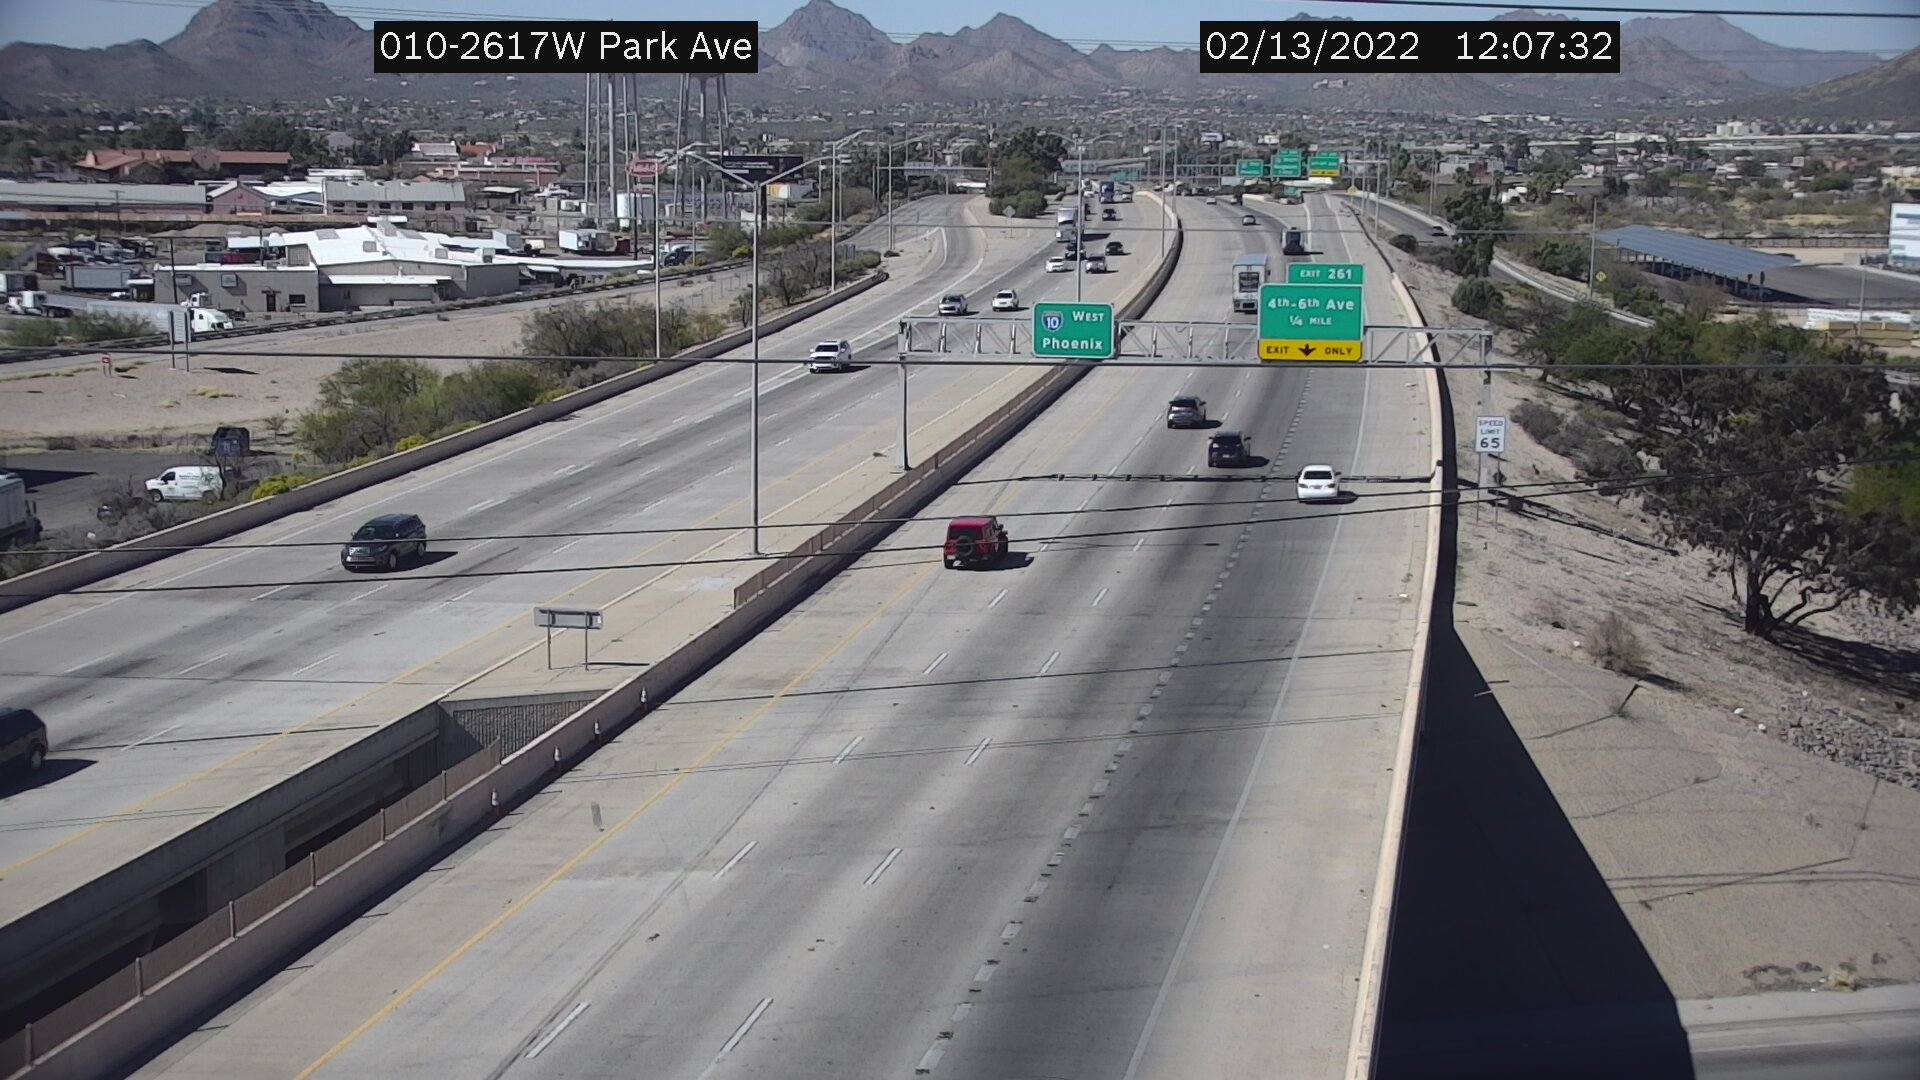 010-2617W Park Ave
02/13/2022 12:07:32
EXIT 261
4th-6th Ave
1/4 MILE
EXIT ONLY
10 WEST
Phoenix
SPEED
LIMIT
65